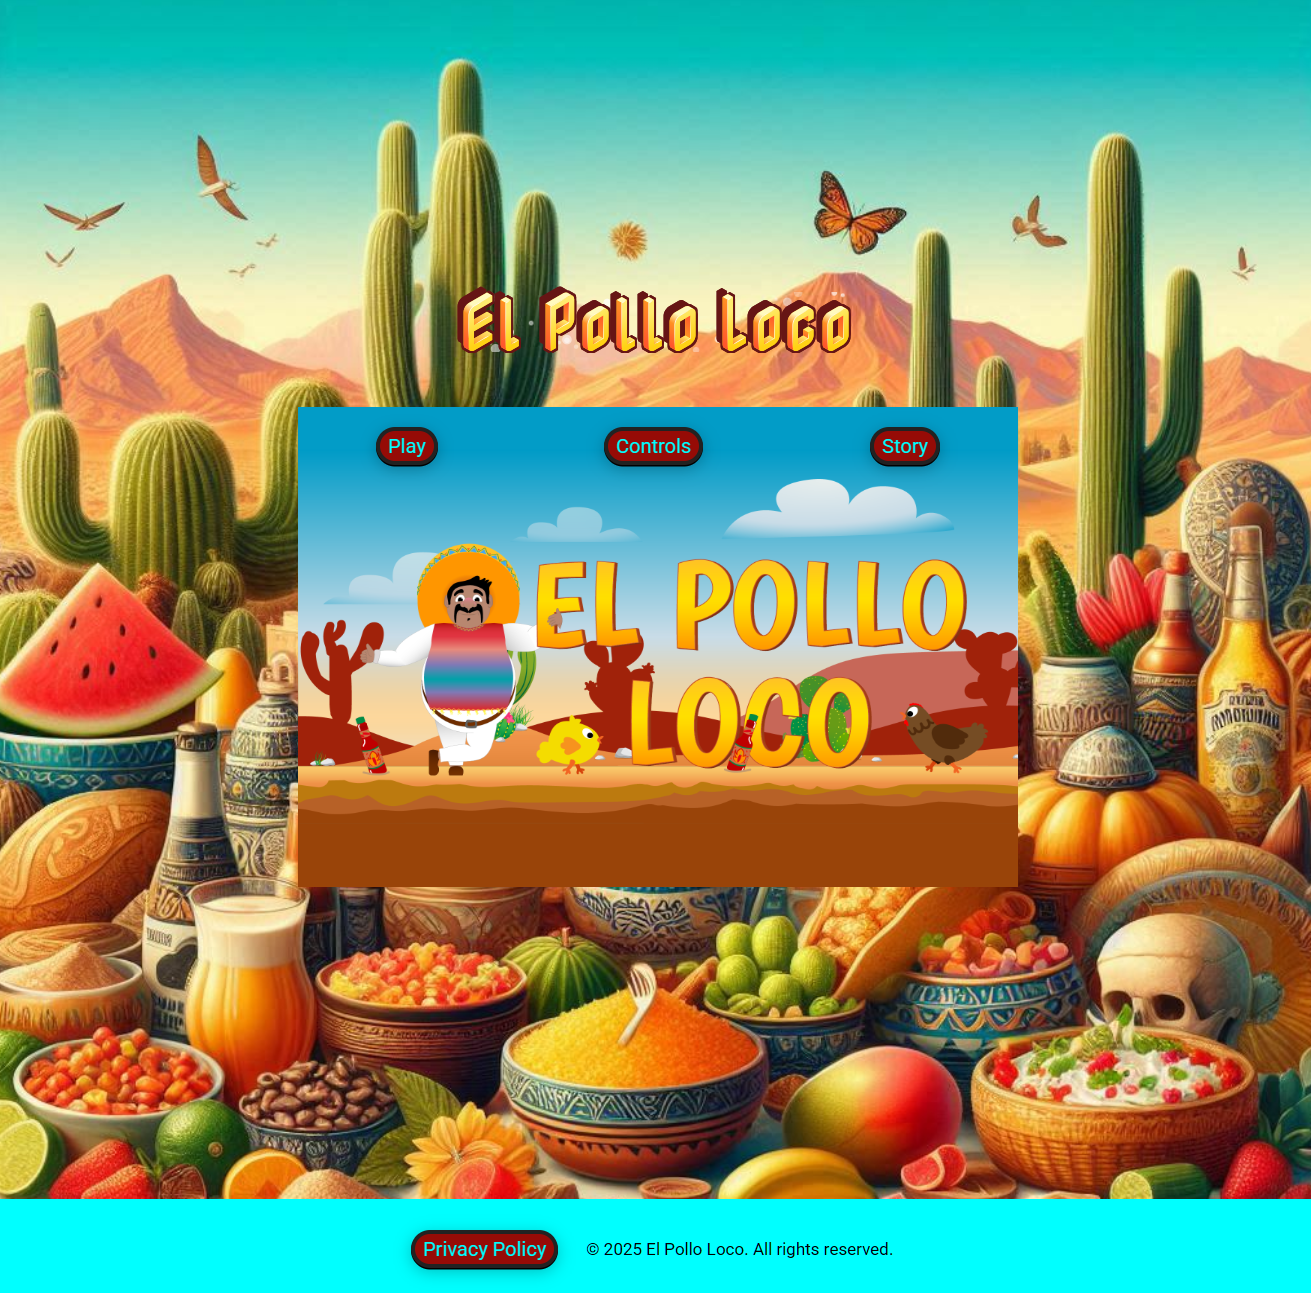 El Pollo Loco
Play
Controls
Story
EL POLLO
LOCO
Privacy Policy
© 2025 El Pollo Loco. All rights reserved.